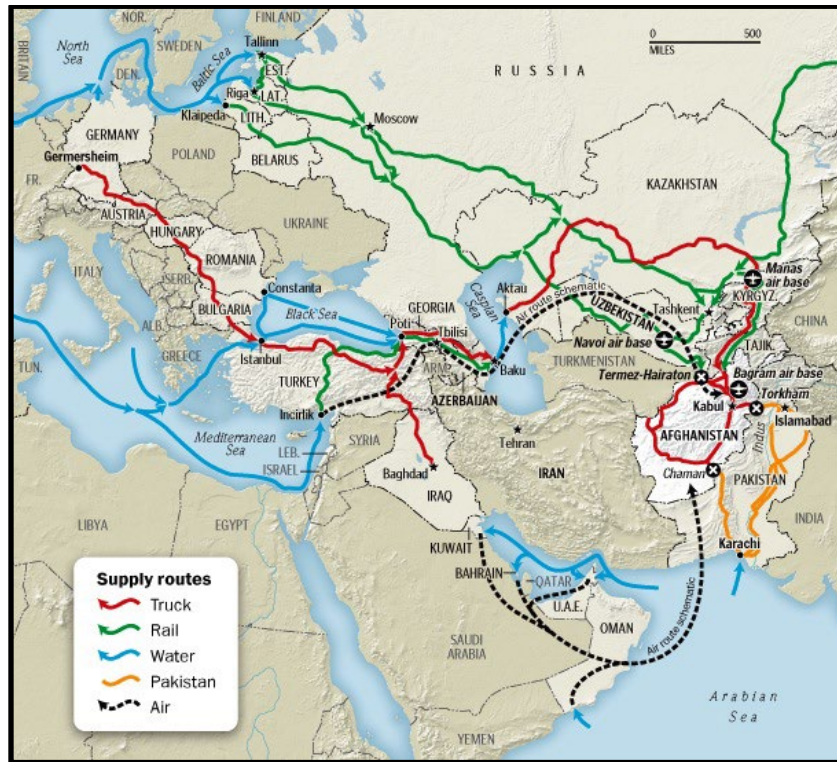 NOR.
FINLAND
SWEDEN
North
Sea
BRITAIN
DEN.
Baltic Sea
Tallinn
EST.
Riga
LAT.
Klaipeda
LITH.
Moscow
RUSSIA
0 500
MILES
GERMANY
Germersheim
POLAND
BELARUS
FR.
AUSTRIA
HUNGARY
UKRAINE
KAZAKHSTAN
ROMANIA
ITALY
SERB.
Constanta
BULGARIA
Black Sea
ALB.
GREECE
Istanbul
TUN.
GEORGIA
Poti
Tbilisi
ARM.
AZERBAIJAN
Baku
Caspian
Sea
Aktau
Air route schematic
UZBEKISTAN
Tashkent
Manas
air base
KYRGYZ.
CHINA
Navoi air base
TAJIK.
TURKMENISTAN
Termez-Hairaton
Bagram air base
Torkham
Kabul
Islamabad
Indus
AFGHANISTAN
Chaman
PAKISTAN
INDIA
Karachi
TURKEY
Incirlik
Mediterranean
Sea
SYRIA
LEB.
ISRAEL
Baghdad
IRAQ
Tehran
IRAN
LIBYA
EGYPT
KUWAIT
BAHRAIN
QATAR
U.A.E.
OMAN
SAUDI
ARABIA
YEMEN
Air route schematic
Arabian
Sea
Supply routes
Truck
Rail
Water
Pakistan
Air